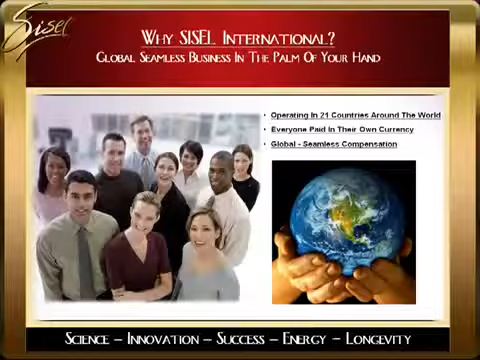 Sisel
Why SISEL International?
Global Seamless Business In The Palm Of Your Hand
Operating In 21 Countries Around The World
Everyone Paid In Their Own Currency
Global - Seamless Compensation
Science – Innovation – Success – Energy – Longevity